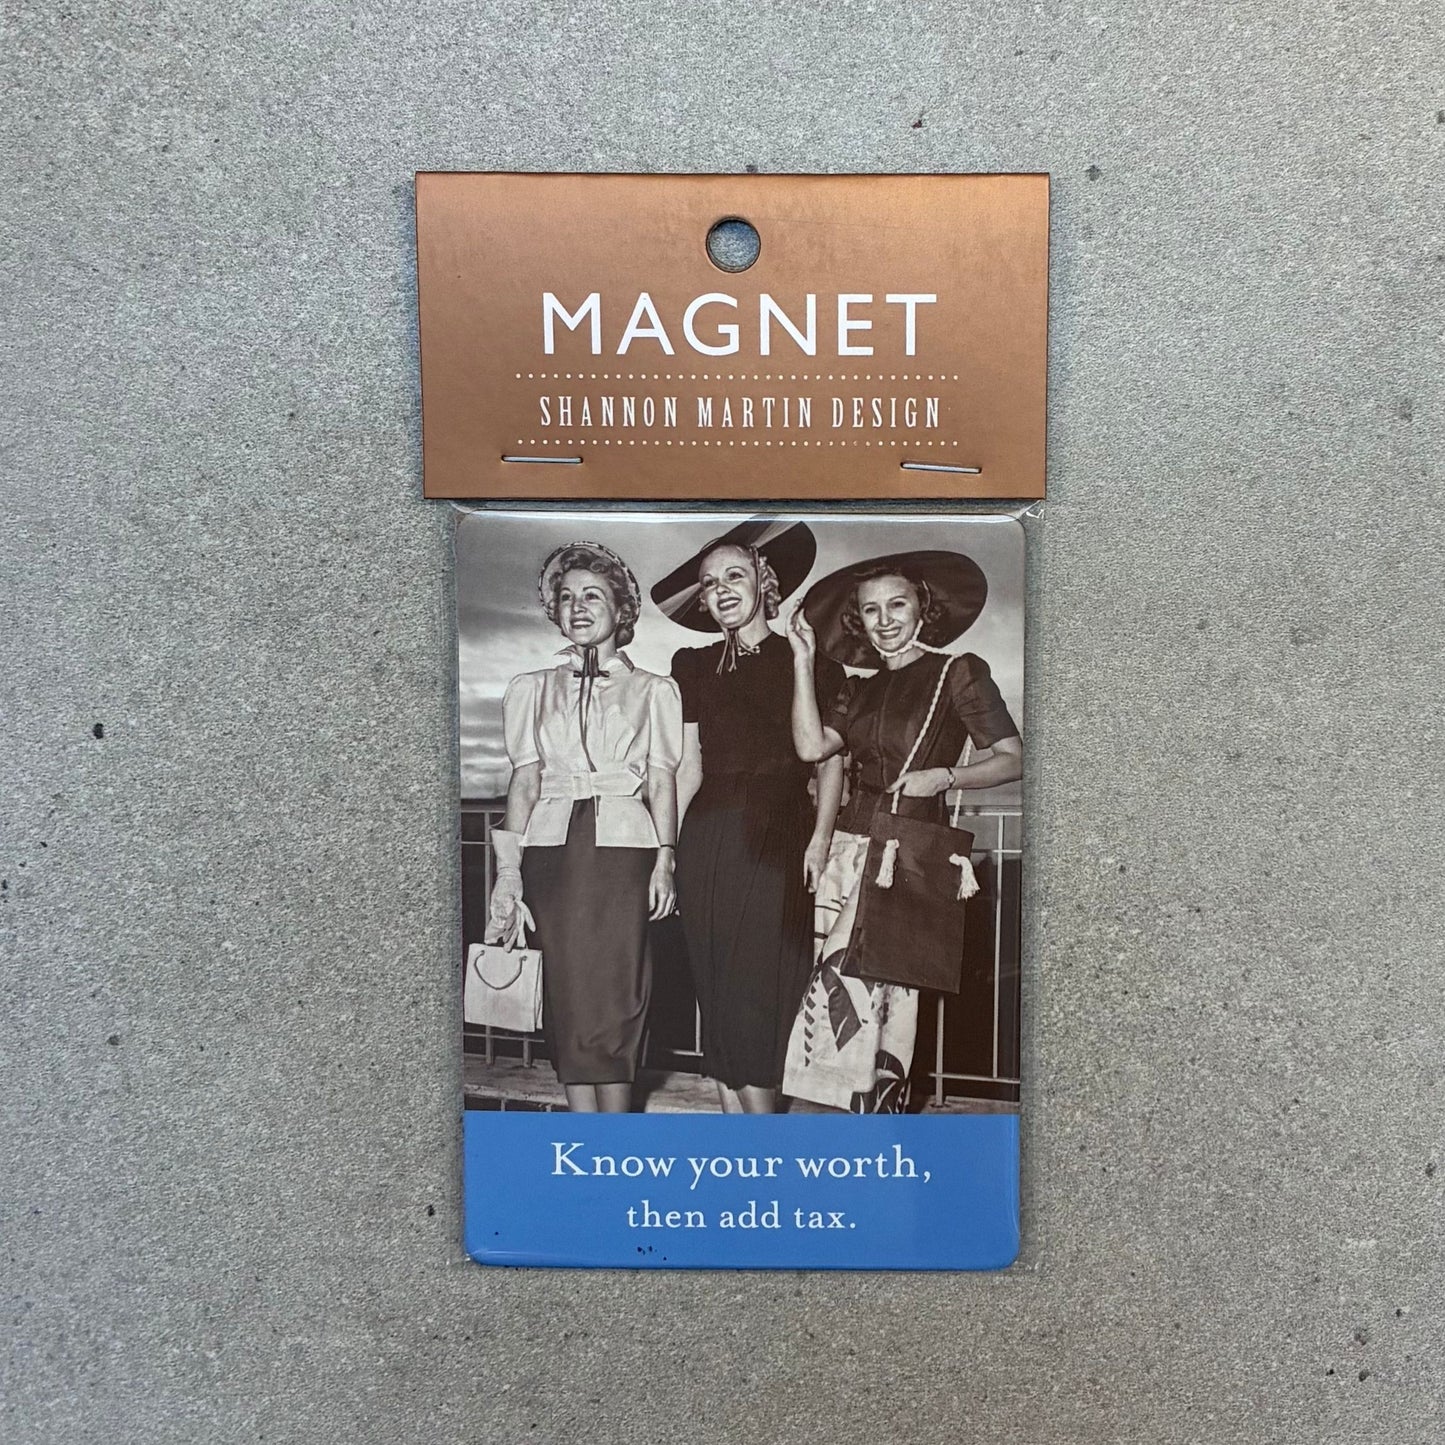 MAGNET
SHANNON MARTIN DESIGN
Know your worth,
then add tax.